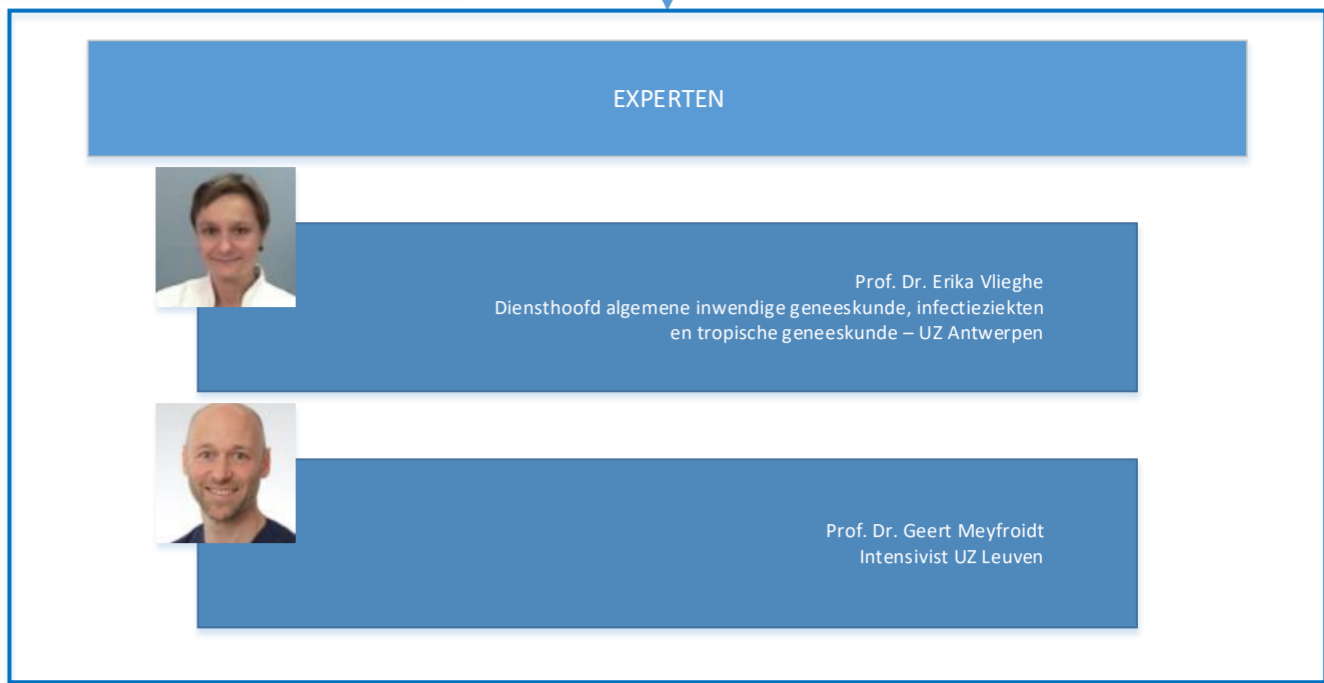 EXPERTEN
Prof. Dr. Erika Vlieghe
Diensthoofd algemene inwendige geneeskunde, infectieziekten
en tropische geneeskunde – UZ Antwerpen
Prof. Dr. Geert Meyfroidt
Intensivist UZ Leuven